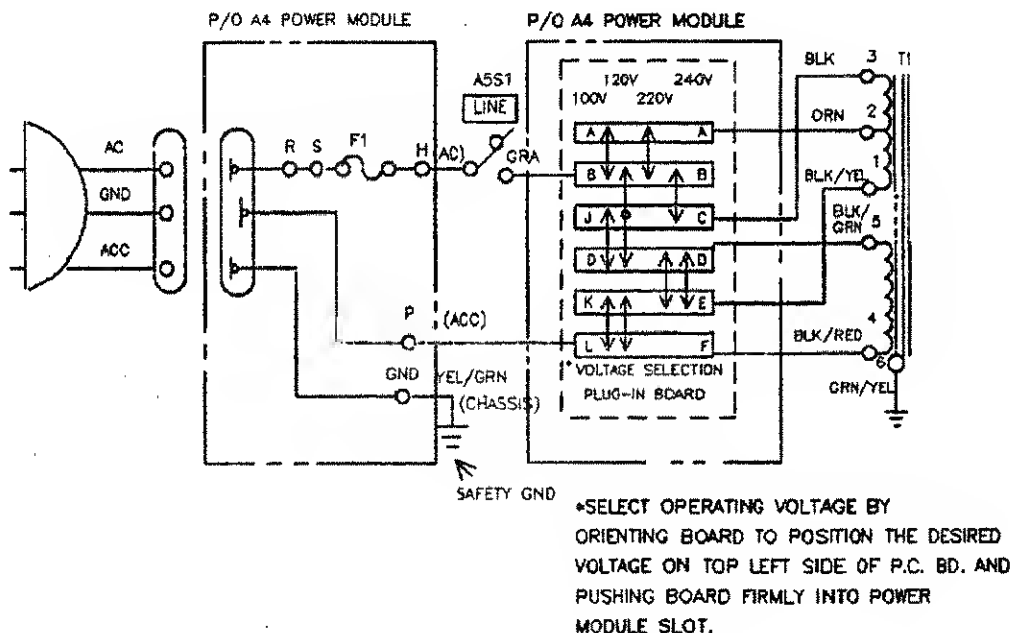 P/O A4 POWER MODULE
P/O A4 POWER MODULE
AC
GND
ACC
R S F1 H (AC)
A5S1
LINE
GRA
P (ACC)
GND YEL/GRN
(CHASSIS)
SAFETY GND
120V 240V
100V 220V
A A
B B
J C
D D
K E
L F
*VOLTAGE SELECTION
PLUG-IN BOARD
BLK 3 T1
ORN 2
BLK/YEL 1
BLK/
GRN 5
BLK/RED 4
6
GRN/YEL
*SELECT OPERATING VOLTAGE BY
ORIENTING BOARD TO POSITION THE DESIRED
VOLTAGE ON TOP LEFT SIDE OF P.C. BD. AND
PUSHING BOARD FIRMLY INTO POWER
MODULE SLOT.